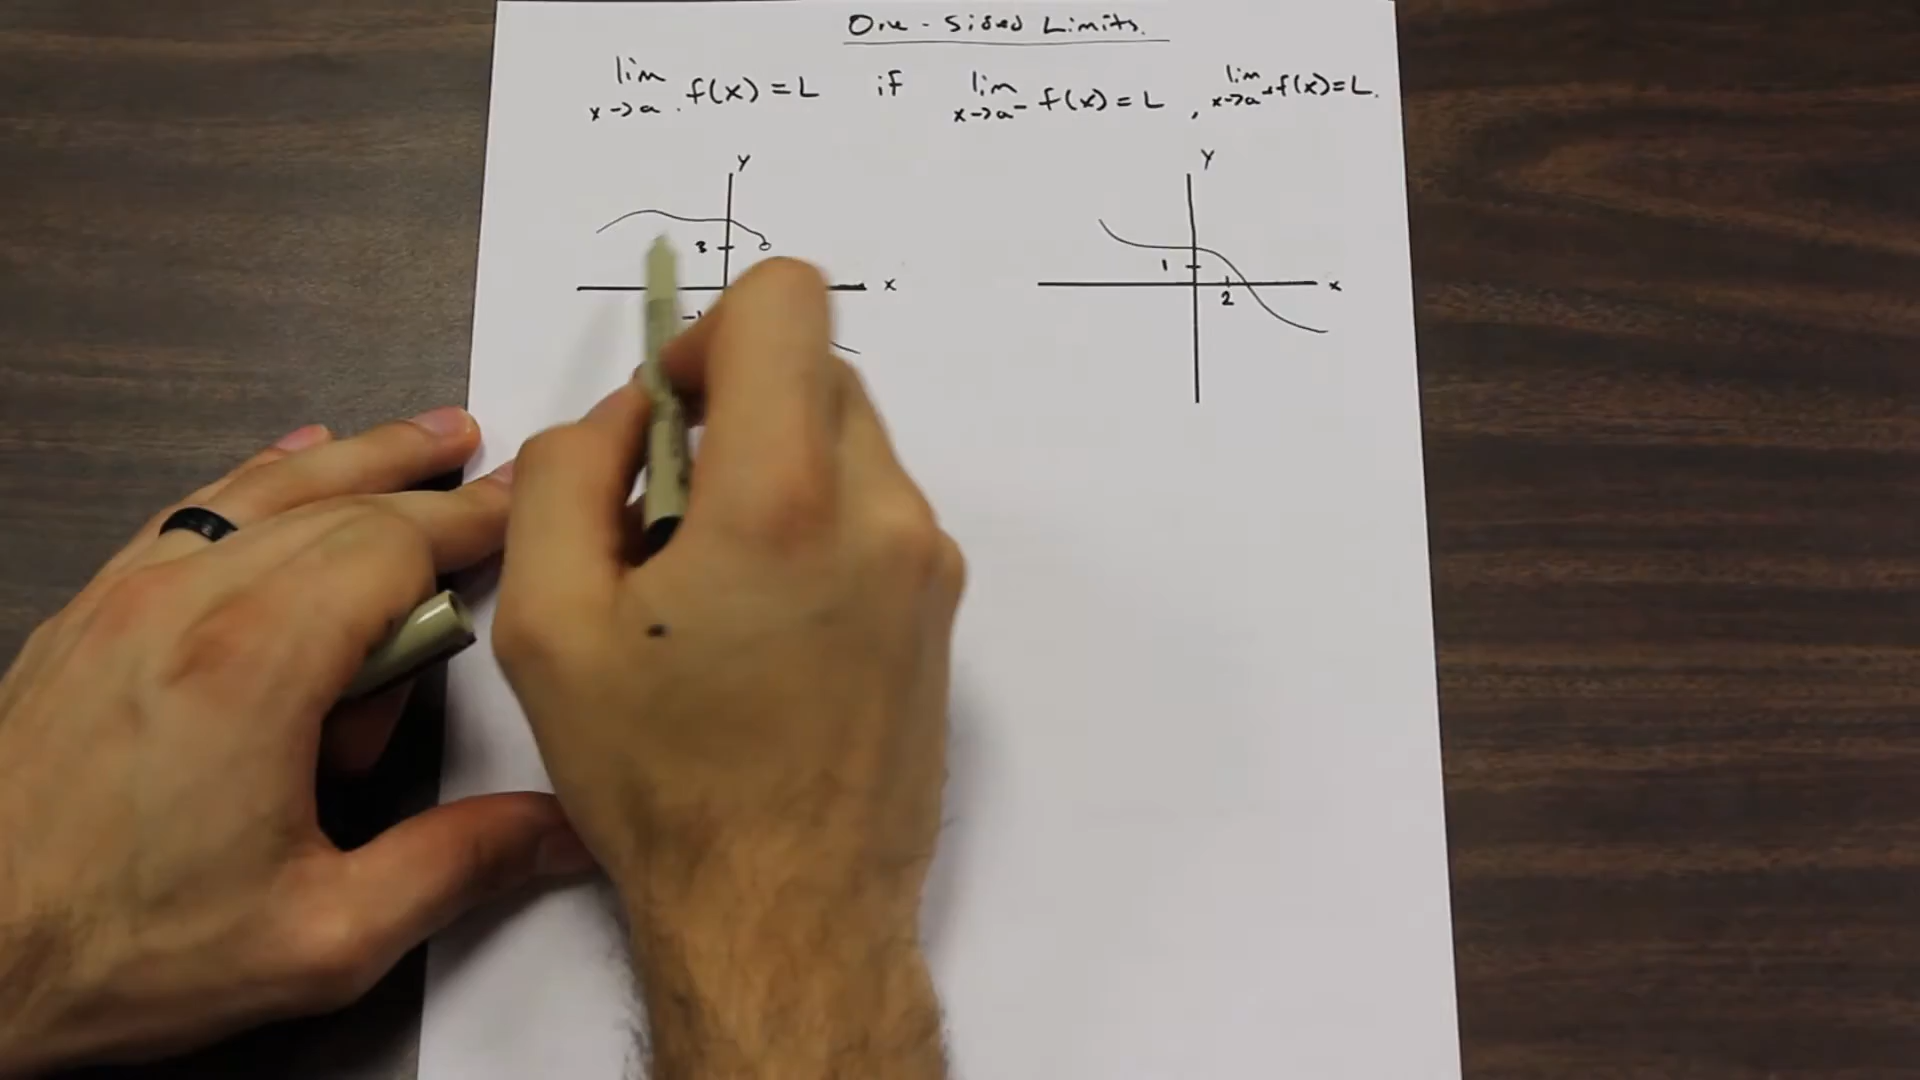 One-Sided Limits.
lim x→a f(x) = L if lim x→a⁻ f(x) = L, lim x→a⁺ f(x) = L.
y y
3
x 1 x
2